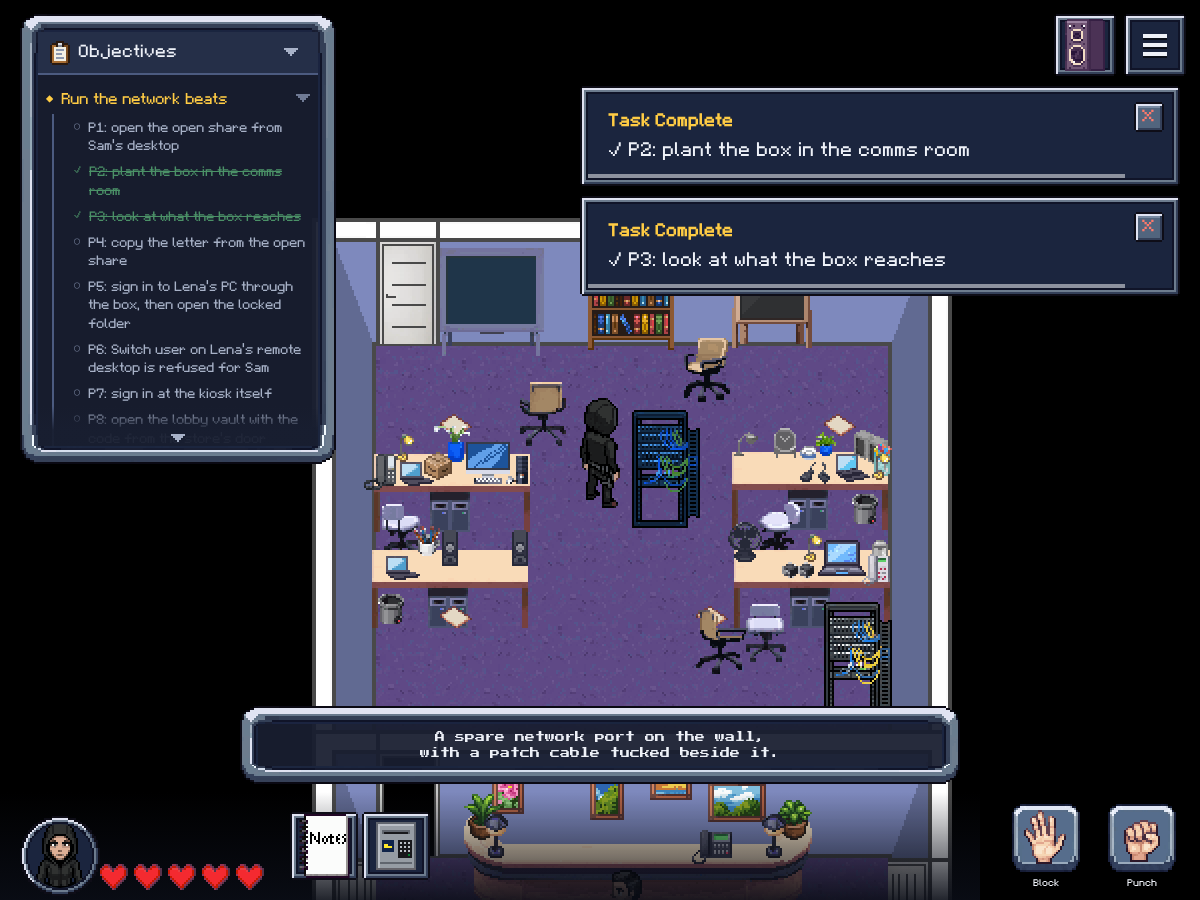 Objectives
Run the network beats
P1: open the open share from
Sam's desktop
P2: plant the box in the comms
room
P3: look at what the box reaches
P4: copy the letter from the open
share
P5: sign in to Lena's PC through
the box, then open the locked
folder
P6: Switch user on Lena's remote
desktop is refused for Sam
P7: sign in at the kiosk itself
P8: open the lobby vault with the
Task Complete
✓ P2: plant the box in the comms room
Task Complete
✓ P3: look at what the box reaches
A spare network port on the wall,
with a patch cable tucked beside it.
Notes
Block
Punch